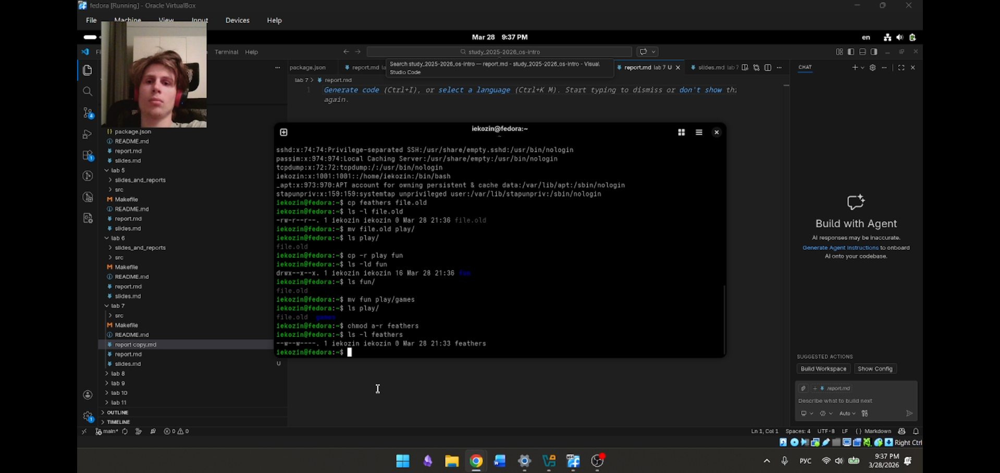 fedora [Running] - Oracle VirtualBox
File Machine View Input Devices Help
Mar 28 9:37 PM
en
Terminal Help
study_2025-2026_os-intro
package.json
report.md
report.md lab 7 U
slides.md lab 7
Search study_2025-2026_os-intro — report.md - study_2025-2026_os-intro - Visual
Studio Code
CHAT
lab 7 > report.md
1 Generate code (Ctrl+I), or select a language (Ctrl+K M). Start typing to dismiss or don't show thi
again.
package.json
README.md
report.md
slides.md
lab 5
slides_and_reports
src
Makefile
README.md
report.md
slides.md
lab 6
slides_and_reports
src
Makefile
README.md
report.md
slides.md
lab 7
src
Makefile
README.md
report copy.md
report.md
slides.md
U
lab 8
lab 9
lab 10
lab 11
OUTLINE
TIMELINE
iekozin@fedora:~
~
sshd:x:74:74:Privilege-separated SSH:/usr/share/empty.sshd:/usr/bin/nologin
passim:x:974:974:Local Caching Server:/usr/share/empty:/usr/bin/nologin
tcpdump:x:72:72:tcpdump:/:/usr/bin/nologin
iekozin:x:1001:1001::/home/iekozin:/bin/bash
_apt:x:973:970:APT account for owning persistent & cache data:/var/lib/apt:/sbin/nologin
stapunpriv:x:159:159:systemtap unprivileged user:/var/lib/stapunpriv:/sbin/nologin
iekozin@fedora:~$ cp feathers file.old
iekozin@fedora:~$ ls -l file.old
-rw-r--r--. 1 iekozin iekozin 0 Mar 28 21:36 file.old
iekozin@fedora:~$ mv file.old play/
iekozin@fedora:~$ ls play/
file.old
iekozin@fedora:~$ cp -r play fun
iekozin@fedora:~$ ls -ld fun
drwx--x--x. 1 iekozin iekozin 16 Mar 28 21:36 fun
iekozin@fedora:~$ ls fun/
file.old
iekozin@fedora:~$ mv fun play/games
iekozin@fedora:~$ ls play/
file.old games
iekozin@fedora:~$ chmod a-r feathers
iekozin@fedora:~$ ls -l feathers
--w--w----. 1 iekozin iekozin 0 Mar 28 21:33 feathers
iekozin@fedora:~$
Build with Agent
AI responses may be inaccurate.
Generate Agent Instructions to onboard
AI onto your codebase.
SUGGESTED ACTIONS
Build Workspace Show Config
report.md
Describe what to build next
Auto
main* 0 0
Ln 1, Col 1 Spaces: 4 UTF-8 LF { } Markdown
Right Ctrl
РУС
9:37 PM
3/28/2026